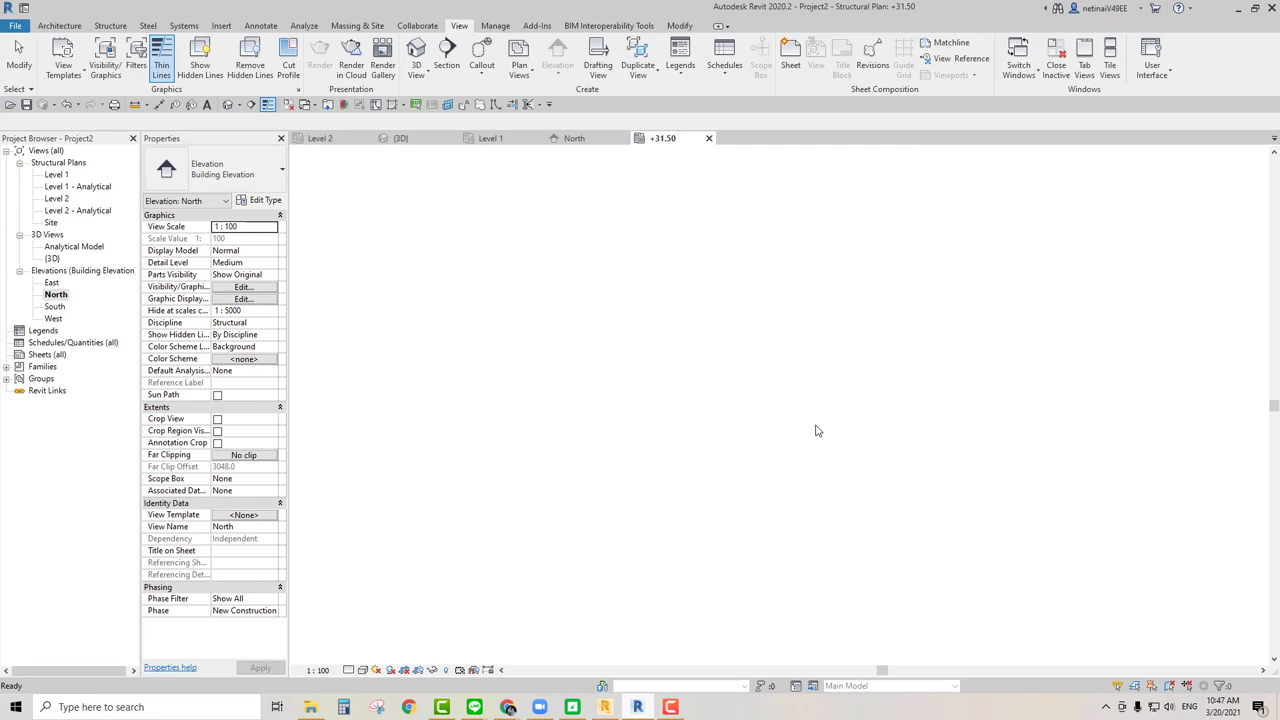 Autodesk Revit 2020.2 - Project2 - Structural Plan: +31.50
netinaiV49EE
File Architecture Structure Steel Systems Insert Annotate Analyze Massing & Site Collaborate View Manage Add-Ins BIM Interoperability Tools Modify
Modify View Templates Visibility/ Graphics Filters Thin Lines Show Hidden Lines Remove Hidden Lines Cut Profile Render Render in Cloud Render Gallery 3D View Section Callout Plan Views Elevation Drafting View Duplicate View Legends Schedules Scope Box Sheet View Title Block Revisions Guide Grid Matchline View Reference Viewports Switch Windows Close Inactive Tab Views Tile Views User Interface
Select Graphics Presentation Create Sheet Composition Windows
Project Browser - Project2
Views (all)
Structural Plans
Level 1
Level 1 - Analytical
Level 2
Level 2 - Analytical
Site
3D Views
Analytical Model
{3D}
Elevations (Building Elevation
East
North
South
West
Legends
Schedules/Quantities (all)
Sheets (all)
Families
Groups
Revit Links
Properties
Elevation
Building Elevation
Elevation: North Edit Type
Graphics
View Scale 1 : 100
Scale Value 1: 100
Display Model Normal
Detail Level Medium
Parts Visibility Show Original
Visibility/Graphi... Edit...
Graphic Display... Edit...
Hide at scales c... 1 : 5000
Discipline Structural
Show Hidden Li... By Discipline
Color Scheme L... Background
Color Scheme <none>
Default Analysis... None
Reference Label
Sun Path
Extents
Crop View
Crop Region Vis...
Annotation Crop
Far Clipping No clip
Far Clip Offset 3048.0
Scope Box None
Associated Dat... None
Identity Data
View Template <None>
View Name North
Dependency Independent
Title on Sheet
Referencing Sh...
Referencing Det...
Phasing
Phase Filter Show All
Phase New Construction
Properties help Apply
Level 2 {3D} Level 1 North +31.50
1 : 100
Ready :0 Main Model :0
Type here to search
ENG 10:47 AM
3/20/2021